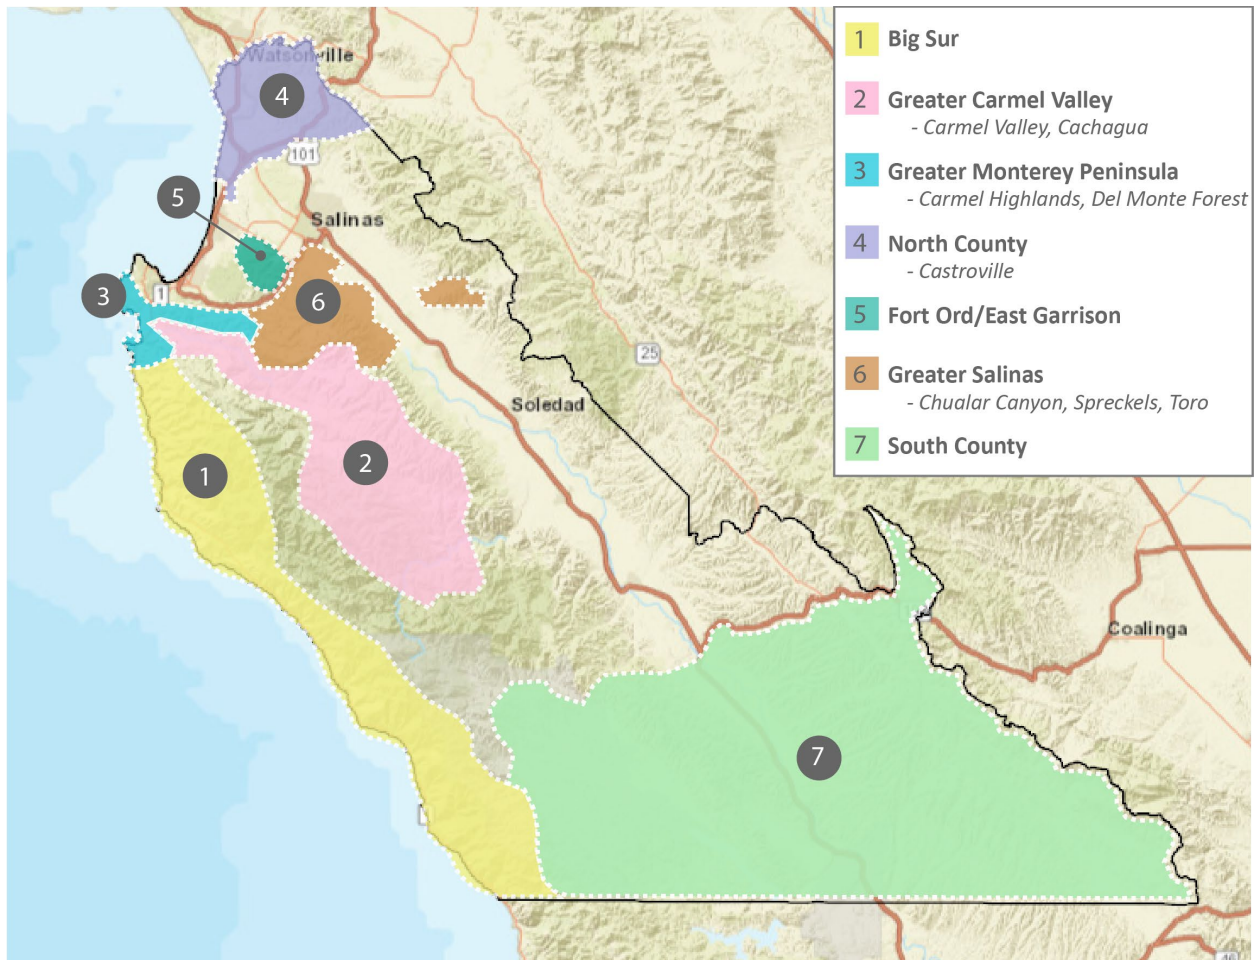 1 Big Sur
2 Greater Carmel Valley
- Carmel Valley, Cachagua
3 Greater Monterey Peninsula
- Carmel Highlands, Del Monte Forest
4 North County
- Castroville
5 Fort Ord/East Garrison
6 Greater Salinas
- Chualar Canyon, Spreckels, Toro
7 South County
Watsonville
4
101
5
Salinas
3
1
6
25
Soledad
2
1
Coalinga
7
46